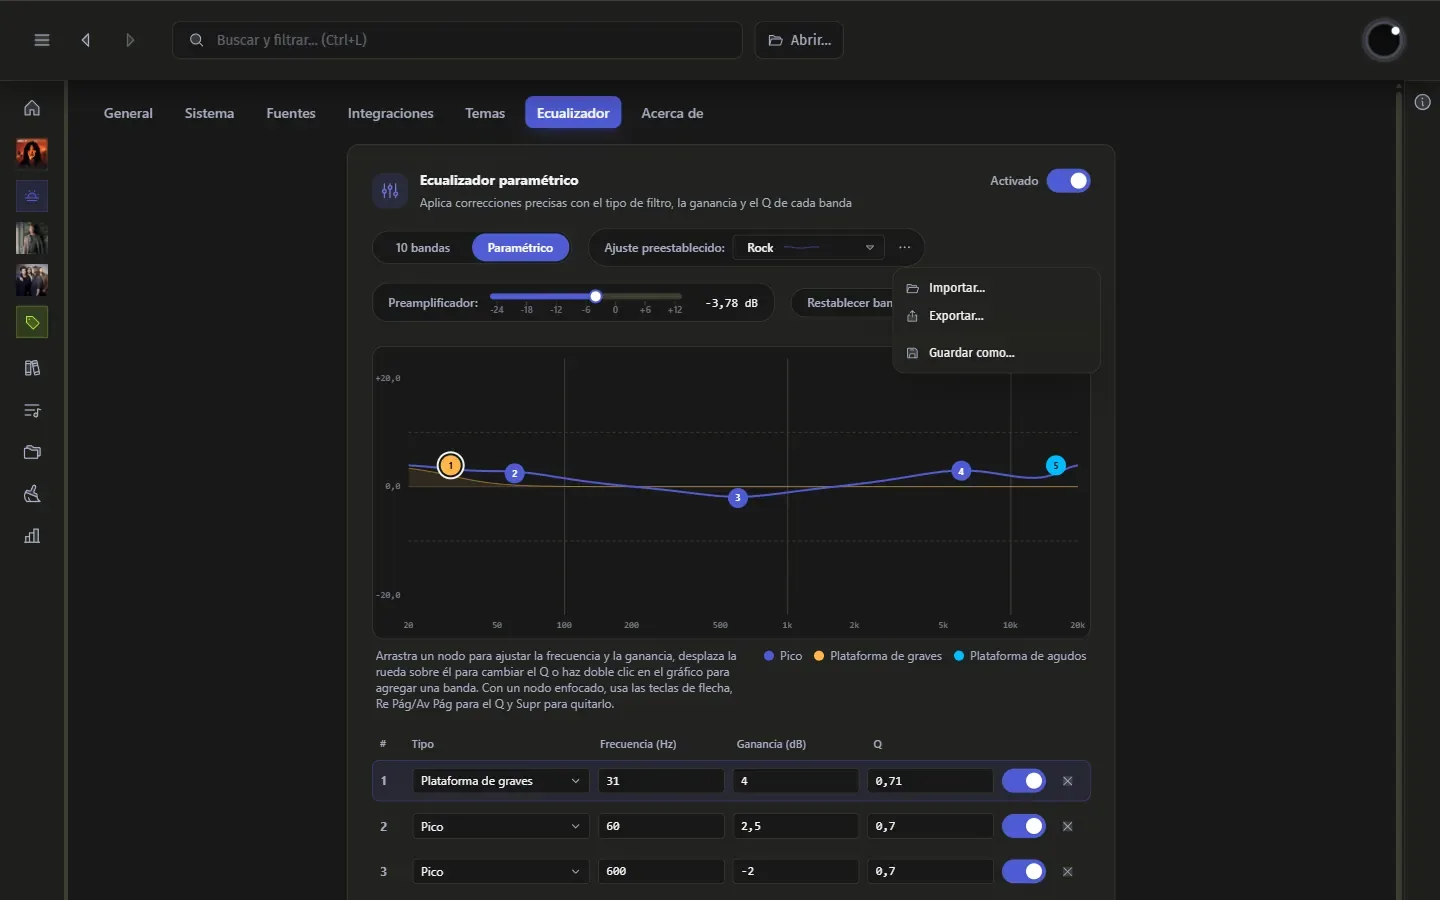 Buscar y filtrar... (Ctrl+L)
Abrir...
General
Sistema
Fuentes
Integraciones
Temas
Ecualizador
Acerca de
Ecualizador paramétrico
Aplica correcciones precisas con el tipo de filtro, la ganancia y el Q de cada banda
Activado
10 bandas
Paramétrico
Ajuste preestablecido:
Rock
Importar...
Exportar...
Guardar como...
Preamplificador:
-24 -18 -12 -6 0 +6 +12
-3,78 dB
Restablecer ban
+20,0
0,0
-20,0
1
2
3
4
5
20 50 100 200 500 1k 2k 5k 10k 20k
Arrastra un nodo para ajustar la frecuencia y la ganancia, desplaza la
rueda sobre él para cambiar el Q o haz doble clic en el gráfico para
agregar una banda. Con un nodo enfocado, usa las teclas de flecha,
Re Pág/Av Pág para el Q y Supr para quitarlo.
Pico
Plataforma de graves
Plataforma de agudos
# Tipo Frecuencia (Hz) Ganancia (dB) Q
1 Plataforma de graves 31 4 0,71
2 Pico 60 2,5 0,7
3 Pico 600 -2 0,7